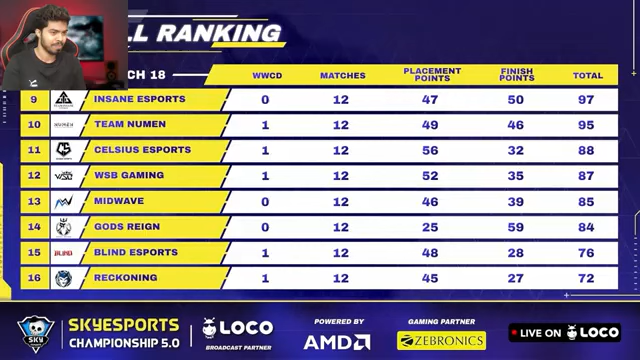 LL RANKING
CH 18
WWCD MATCHES PLACEMENT POINTS FINISH POINTS TOTAL
9 INSANE ESPORTS 0 12 47 50 97
10 TEAM NUMEN 1 12 49 46 95
11 CELSIUS ESPORTS 1 12 56 32 88
12 WSB GAMING 1 12 52 35 87
13 MIDWAVE 0 12 46 39 85
14 GODS REIGN 0 12 25 59 84
15 BLIND BLIND ESPORTS 1 12 48 28 76
16 RECKONING 1 12 45 27 72
SKY
SKYESPORTS
CHAMPIONSHIP 5.0
LOCO
BROADCAST PARTNER
POWERED BY
AMD
GAMING PARTNER
Z ZEBRONICS
LIVE ON LOCO